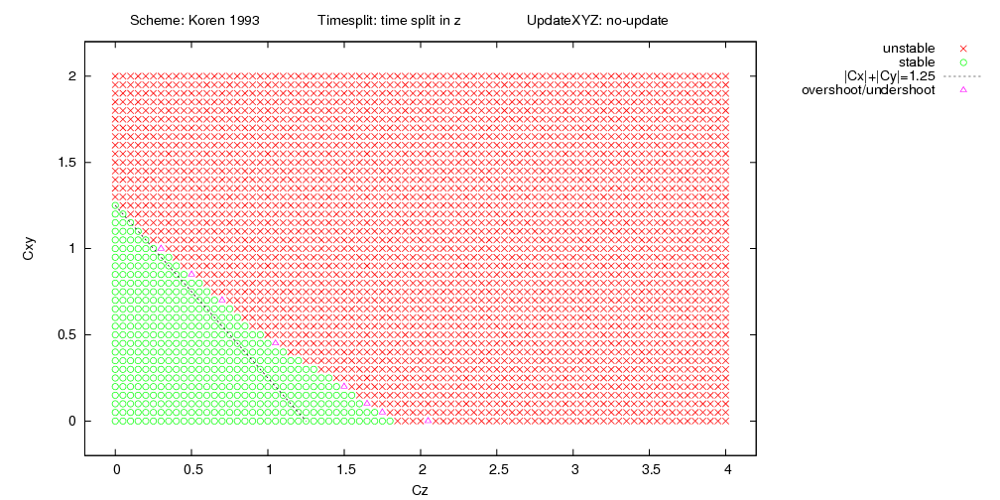 Scheme: Koren 1993 Timesplit: time split in z UpdateXYZ: no-update
unstable
stable
|Cx|+|Cy|=1.25
overshoot/undershoot
2
1.5
1
0.5
0
Cxy
0 0.5 1 1.5 2 2.5 3 3.5 4
Cz